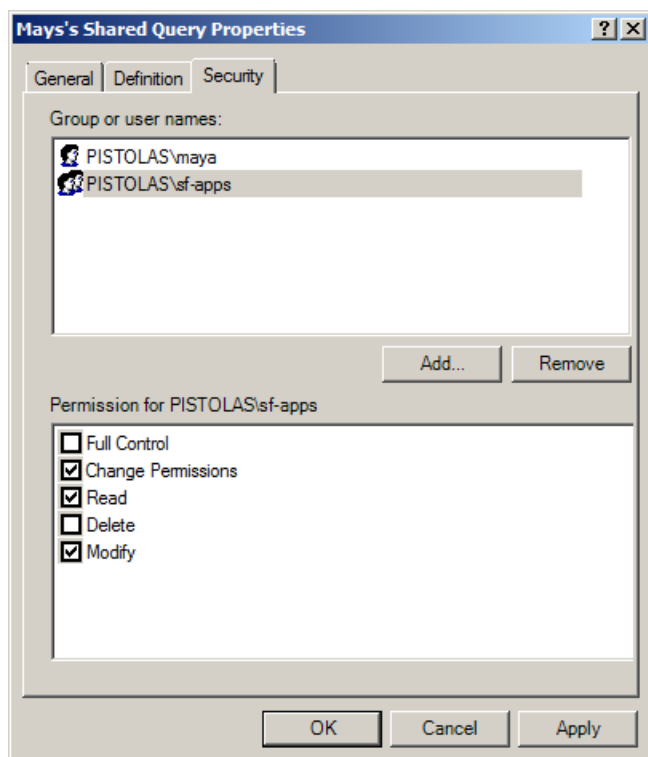 Mays's Shared Query Properties
General Definition Security
Group or user names:
PISTOLAS\maya
PISTOLAS\sf-apps
Add... Remove
Permission for PISTOLAS\sf-apps
Full Control
Change Permissions
Read
Delete
Modify
OK Cancel Apply